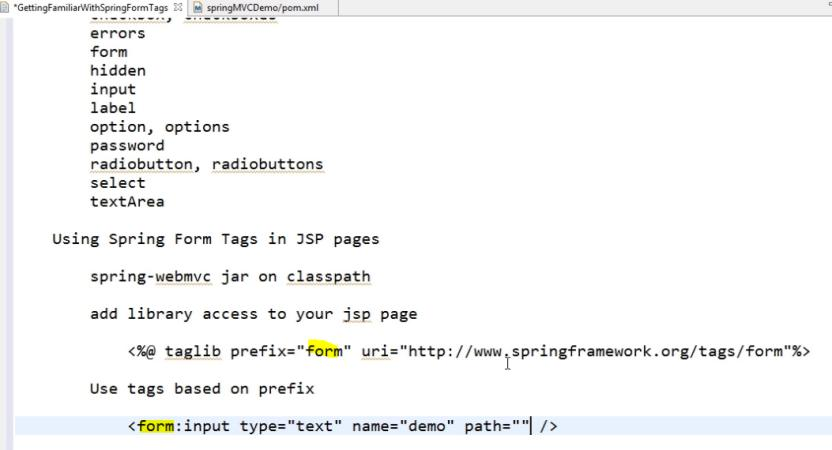 *GettingFamiliarWithSpringFormTags springMVCDemo/pom.xml
checkbox, checkboxes
errors
form
hidden
input
label
option, options
password
radiobutton, radiobuttons
select
textArea
Using Spring Form Tags in JSP pages
spring-webmvc jar on classpath
add library access to your jsp page
<%@ taglib prefix="form" uri="http://www.springframework.org/tags/form"%>
Use tags based on prefix
<form:input type="text" name="demo" path="" />